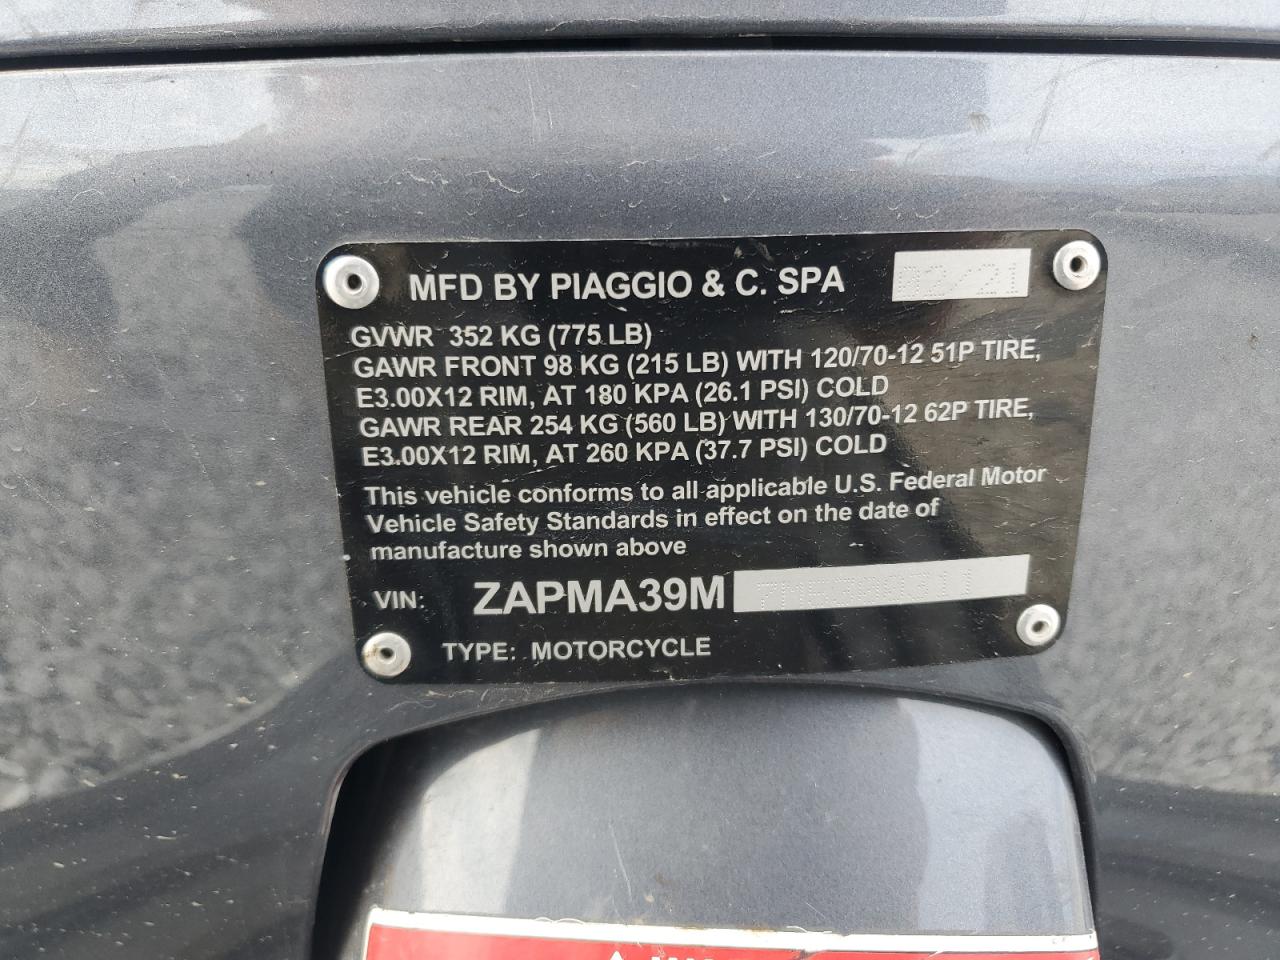 MFD BY PIAGGIO & C. SPA 02/21
GVWR 352 KG (775 LB)
GAWR FRONT 98 KG (215 LB) WITH 120/70-12 51P TIRE,
E3.00X12 RIM, AT 180 KPA (26.1 PSI) COLD
GAWR REAR 254 KG (560 LB) WITH 130/70-12 62P TIRE,
E3.00X12 RIM, AT 260 KPA (37.7 PSI) COLD
This vehicle conforms to all applicable U.S. Federal Motor
Vehicle Safety Standards in effect on the date of
manufacture shown above
VIN: ZAPMA39M
TYPE: MOTORCYCLE